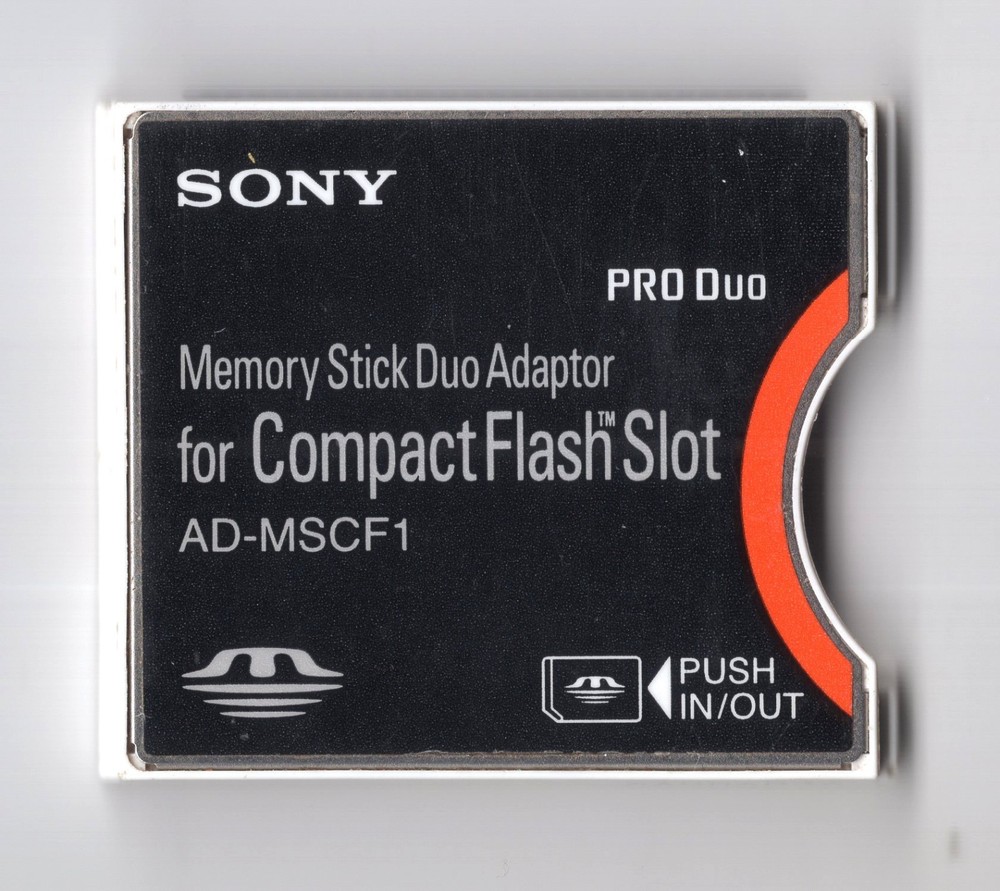 SONY
PRO DUO
Memory Stick Duo Adaptor
for CompactFlash™ Slot
AD-MSCF1
PUSH
IN/OUT